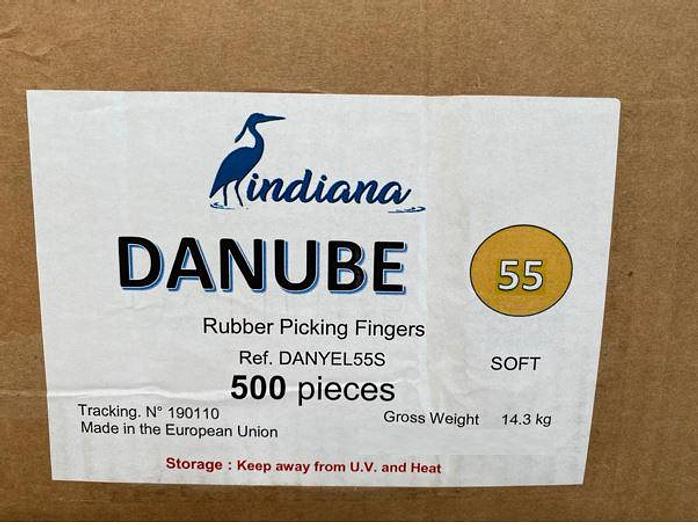 indiana
DANUBE
55
Rubber Picking Fingers
Ref. DANYEL55S
SOFT
500 pieces
Tracking. N° 190110
Gross Weight 14.3 kg
Made in the European Union
Storage : Keep away from U.V. and Heat